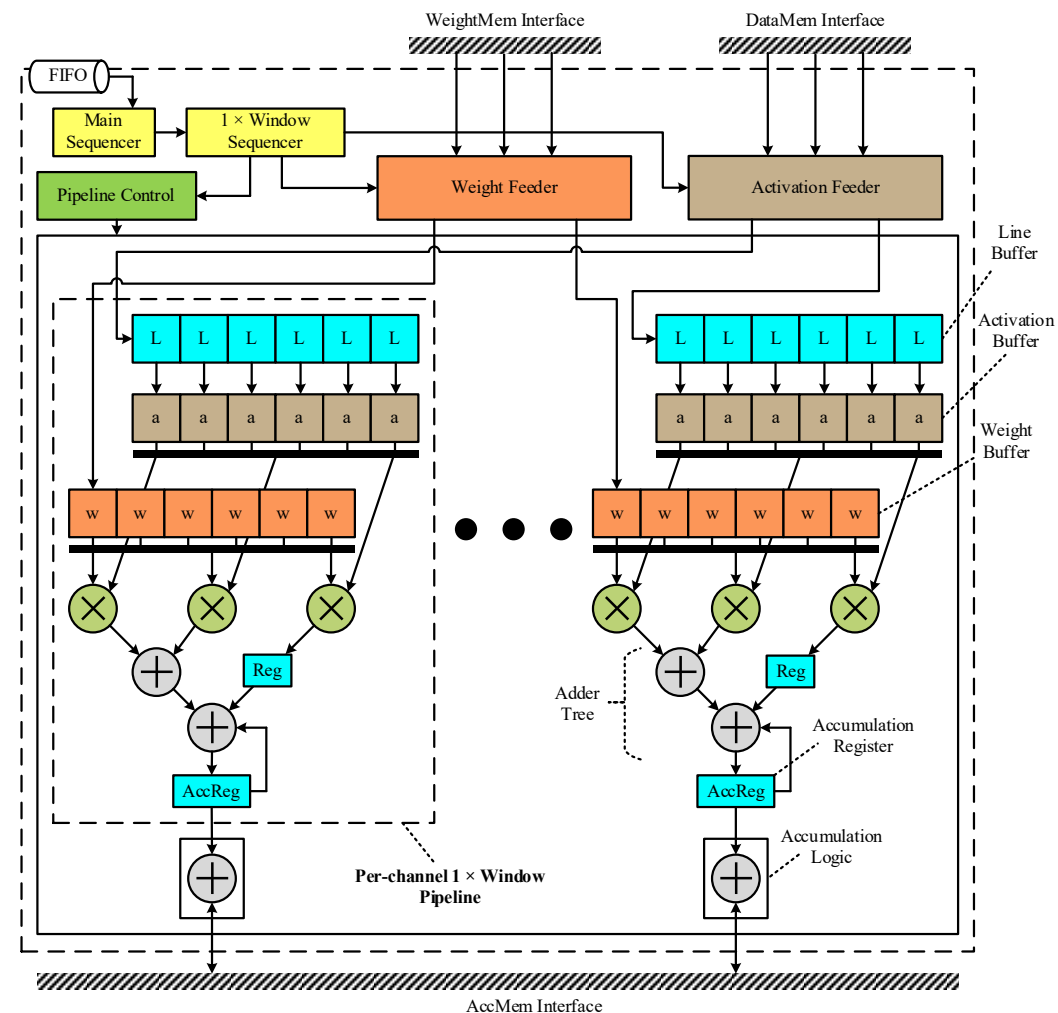 WeightMem Interface
DataMem Interface
FIFO
Main
Sequencer
1 × Window
Sequencer
Pipeline Control
Weight Feeder
Activation Feeder
Line
Buffer
Activation
Buffer
Weight
Buffer
L L L L L L
L L L L L L
a a a a a a
a a a a a a
w w w w w w
w w w w w w
Reg
Reg
Adder
Tree
Accumulation
Register
AccReg
AccReg
Accumulation
Logic
Per-channel 1 × Window
Pipeline
AccMem Interface